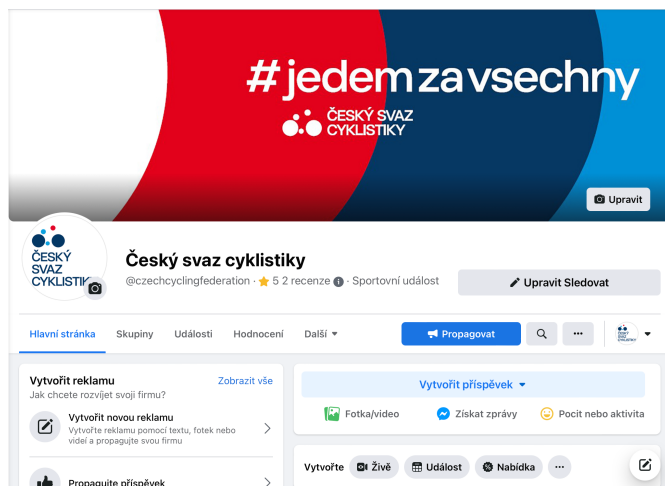 #jedemzavsechny
ČESKÝ SVAZ
CYKLISTIKY
Upravit
ČESKÝ
SVAZ
CYKLISTIK
Český svaz cyklistiky
@czechcyclingfederation · 5 2 recenze · Sportovní událost
Upravit Sledovat
Hlavní stránka Skupiny Události Hodnocení Další
Propagovat
Vytvořit reklamu Zobrazit vše
Jak chcete rozvíjet svoji firmu?
Vytvořit novou reklamu
Vytvořte reklamu pomocí textu, fotek nebo
videí a propagujte svou firmu
Propagujte příspěvek
Vytvořit příspěvek
Fotka/video Získat zprávy Pocit nebo aktivita
Vytvořte Živě Událost Nabídka